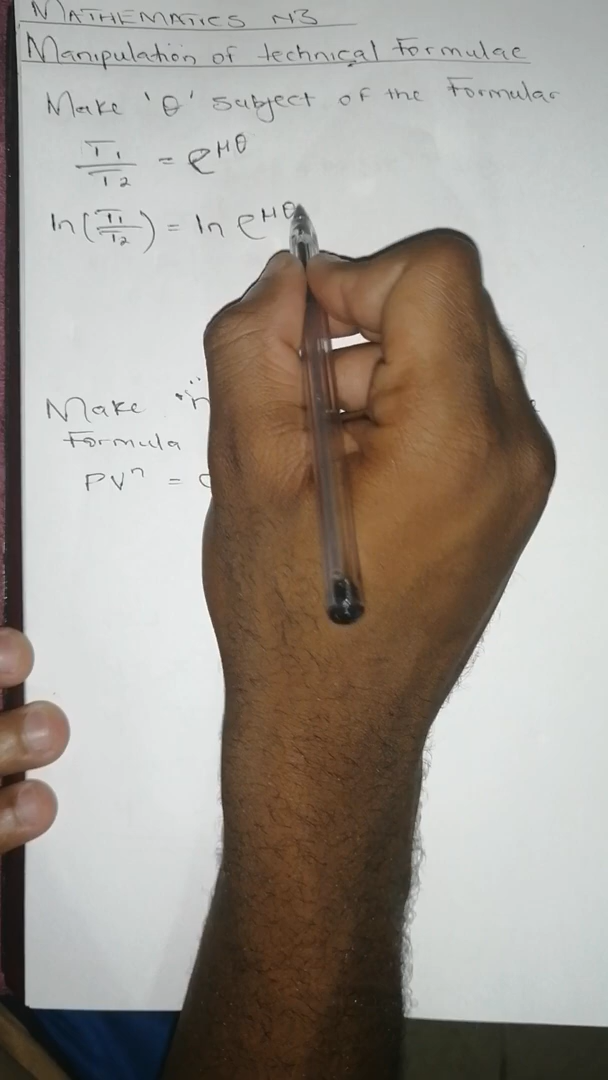 MATHEMATICS N3
Manipulation of technical Formulae
Make 'θ' subject of the Formular
T₁/T₂ = e^μθ
ln(T₁/T₂) = ln e^μθ
Make "n
Formula
PVⁿ =